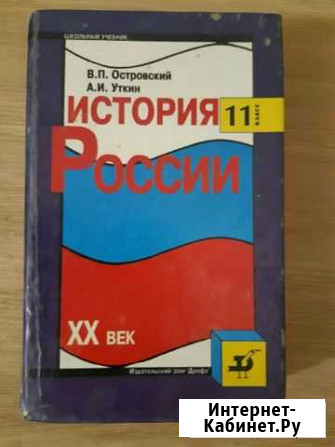 ШКОЛЬНЫЙ УЧЕБНИК
В.П. Островский
А.И. Уткин
ИСТОРИЯ
11 КЛАСС
РОССИИ
XX ВЕК
Издательский дом "Дрофа"
Интернет-
Кабинет.Ру